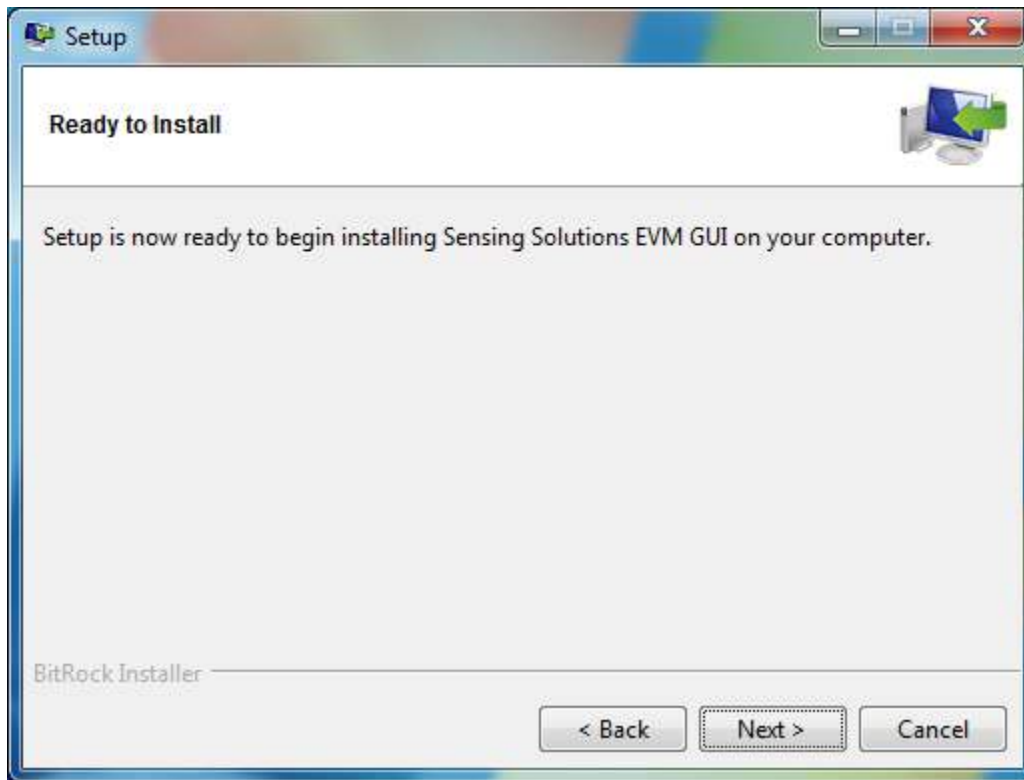 Setup
Ready to Install
Setup is now ready to begin installing Sensing Solutions EVM GUI on your computer.
BitRock Installer
< Back Next > Cancel